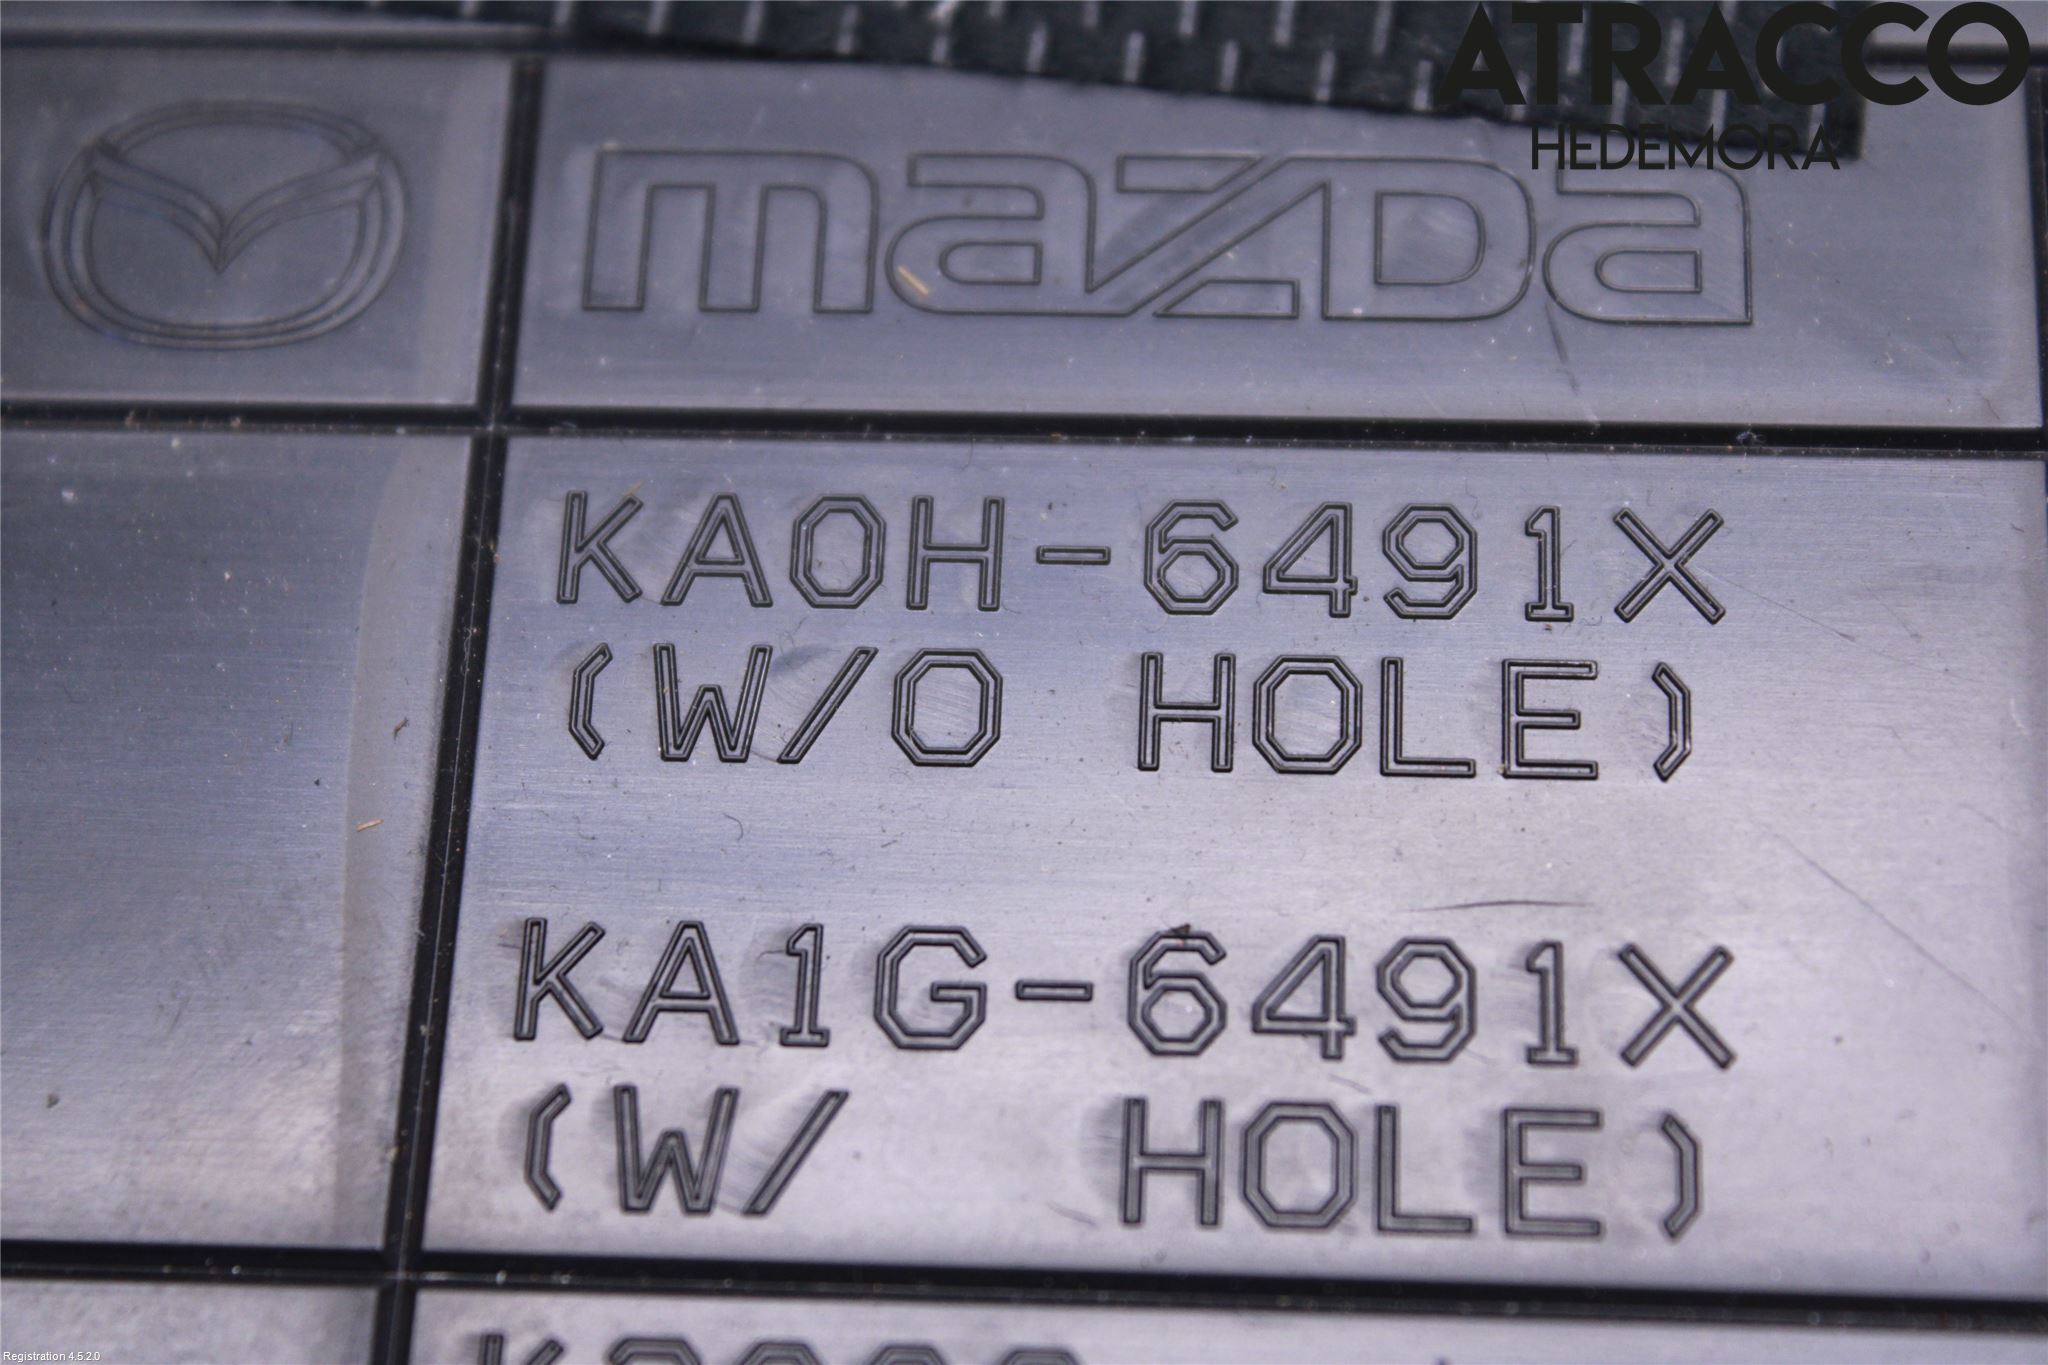 ATRACCO
HEDEMORA
mazda
KA0H-6491X
(W/O HOLE)
KA1G-6491X
(W/ HOLE)
Registration 4.5.2.0